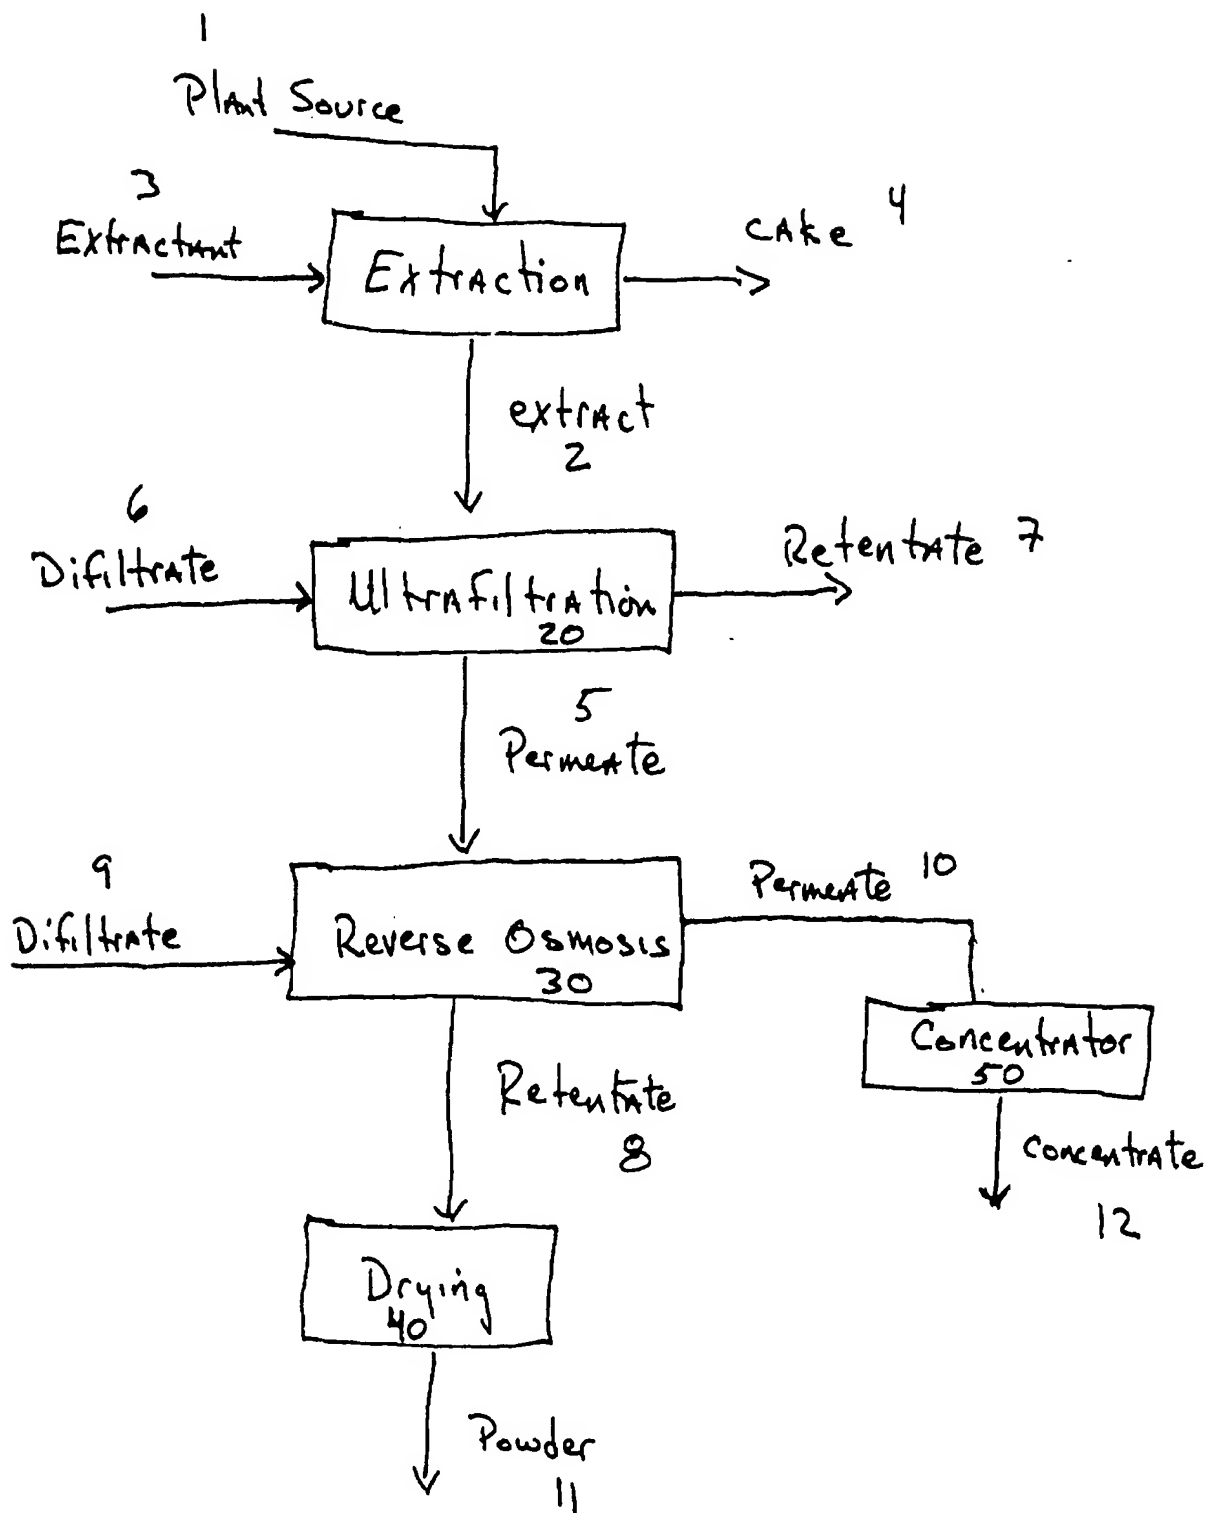 1
Plant Source
3
Extractant
Extraction
Cake 4
extract
2
6
Difiltrate
Ultrafiltration
20
Retentate 7
5
Permeate
9
Difiltrate
Reverse Osmosis
30
Permeate 10
Concentrator
50
Retentate
8
Concentrate
12
Drying
40
Powder
11